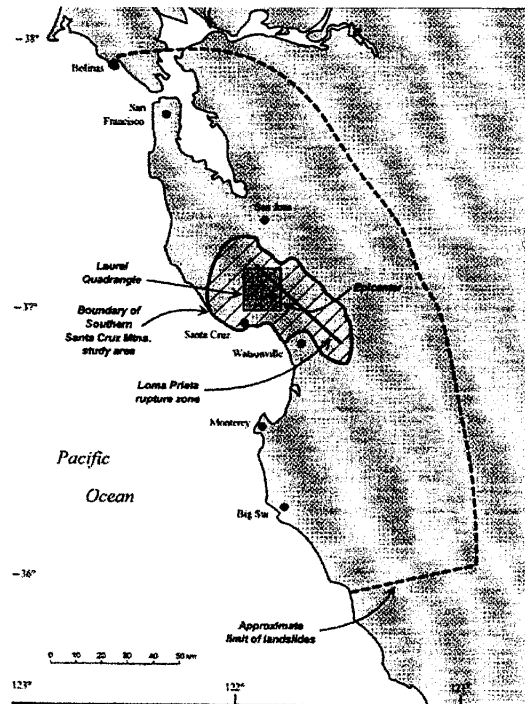 38°
Bolinas
San
Francisco
San Jose
Laurel
Quadrangle
Epicenter
37°
Boundary of
Southern
Santa Cruz Mtns.
study area
Santa Cruz
Watsonville
Loma Prieta
rupture zone
Monterey
Pacific
Ocean
Big Sur
36°
Approximate
limit of landslides
0 10 20 30 40 50
123°
122°
121°